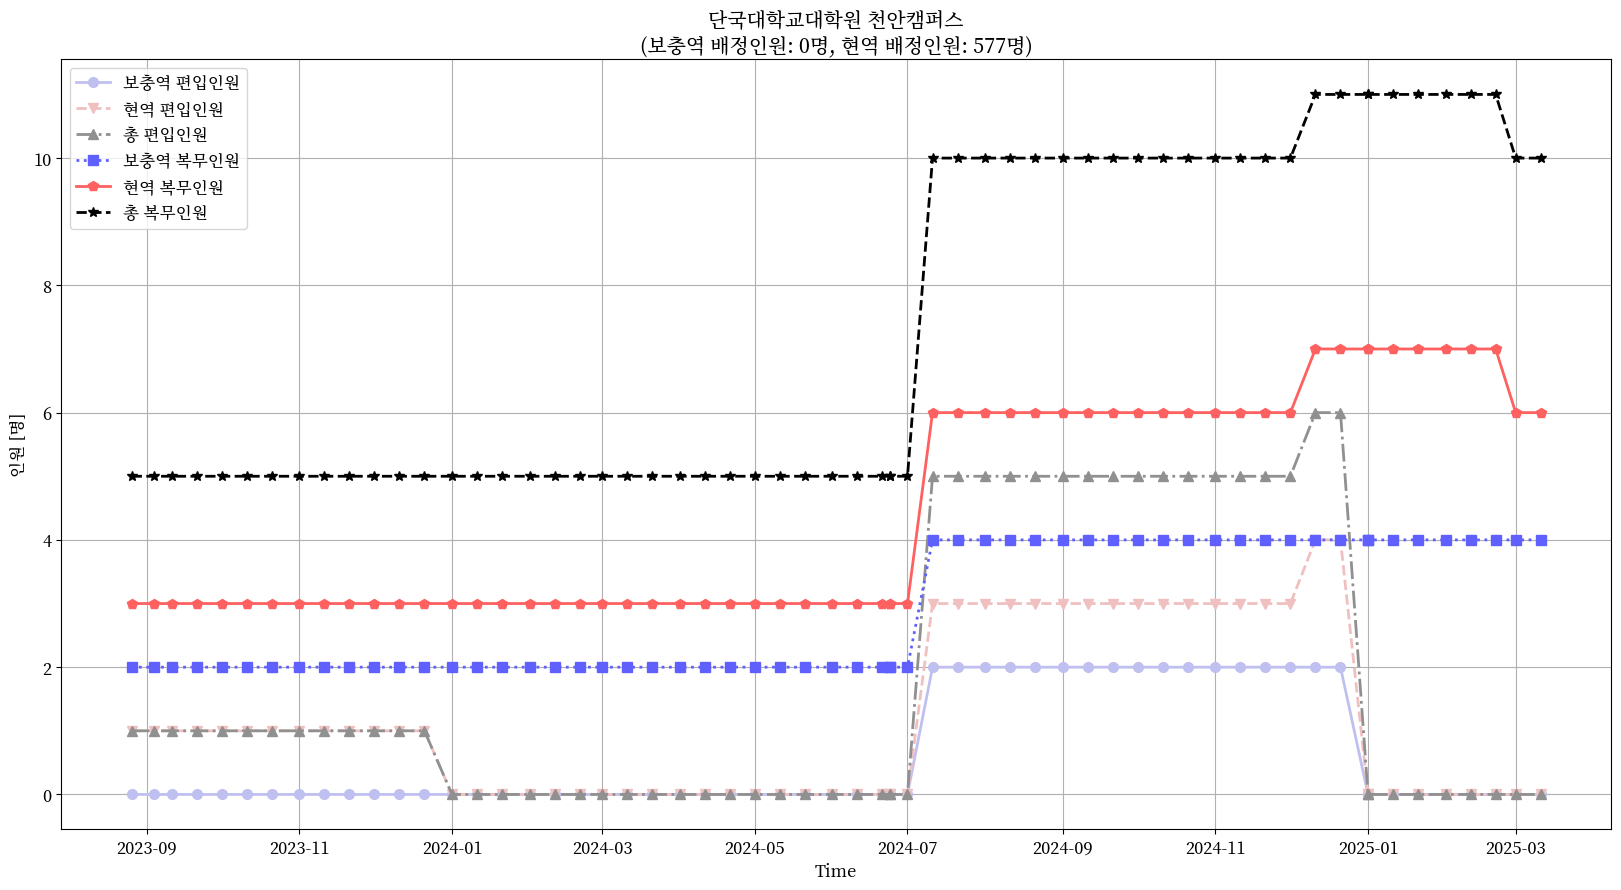 단국대학교대학원 천안캠퍼스
(보충역 배정인원: 0명, 현역 배정인원: 577명)
보충역 편입인원
현역 편입인원
총 편입인원
보충역 복무인원
현역 복무인원
총 복무인원
인원 [명]
10
8
6
4
2
0
2023-09
2023-11
2024-01
2024-03
2024-05
2024-07
2024-09
2024-11
2025-01
2025-03
Time